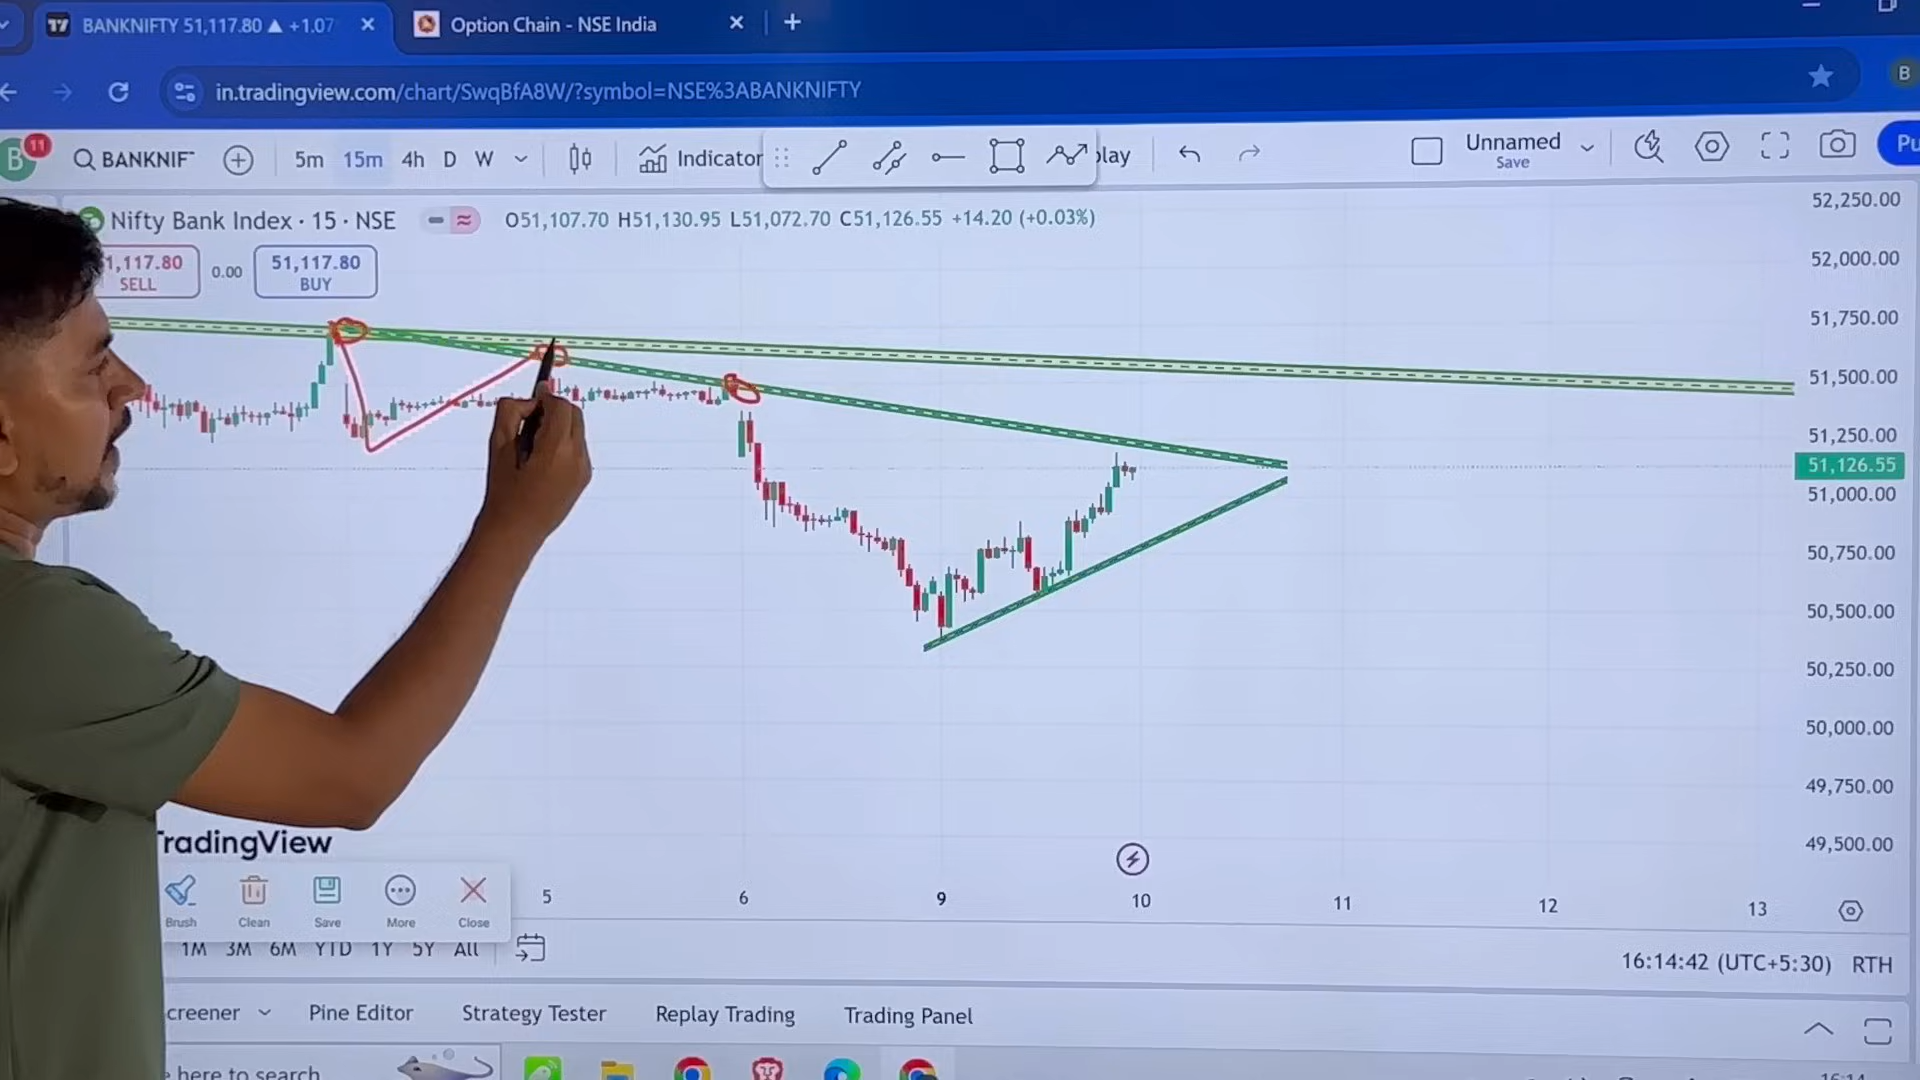 BANKNIFTY 51,117.80 ▲ +1.07
Option Chain - NSE India
in.tradingview.com/chart/SwqBfA8W/?symbol=NSE%3ABANKNIFTY
B
B 11 BANKNIF 5m 15m 4h D W Indicator lay Unnamed
Save
Pu
Nifty Bank Index · 15 · NSE O51,107.70 H51,130.95 L51,072.70 C51,126.55 +14.20 (+0.03%)
1,117.80
SELL
0.00
51,117.80
BUY
52,250.00
52,000.00
51,750.00
51,500.00
51,250.00
51,126.55
51,000.00
50,750.00
50,500.00
50,250.00
50,000.00
49,750.00
49,500.00
TradingView
Brush Clean Save More Close
5 6 9 10 11 12 13
1M 3M 6M YTD 1Y 5Y All
16:14:42 (UTC+5:30) RTH
creener Pine Editor Strategy Tester Replay Trading Trading Panel
here to search
16:14